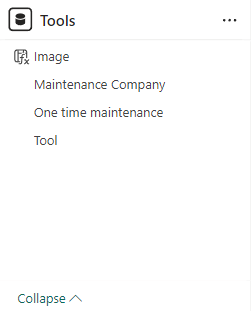 Tools
Image
Maintenance Company
One time maintenance
Tool
Collapse